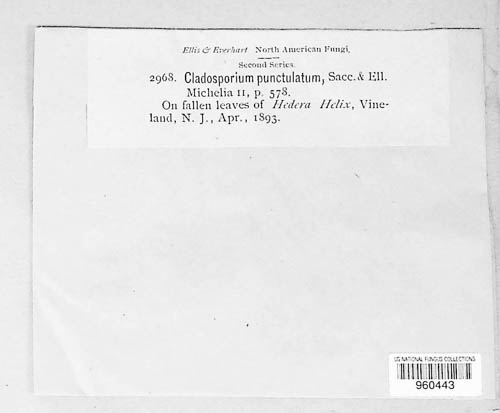 Ellis & Everhart North American Fungi.
Second Series.
2968. Cladosporium punctulatum, Sacc. & Ell.
Michelia II, p. 578.
On fallen leaves of Hedera Helix, Vine-
land, N. J., Apr., 1893.
US NATIONAL FUNGUS COLLECTIONS
960443